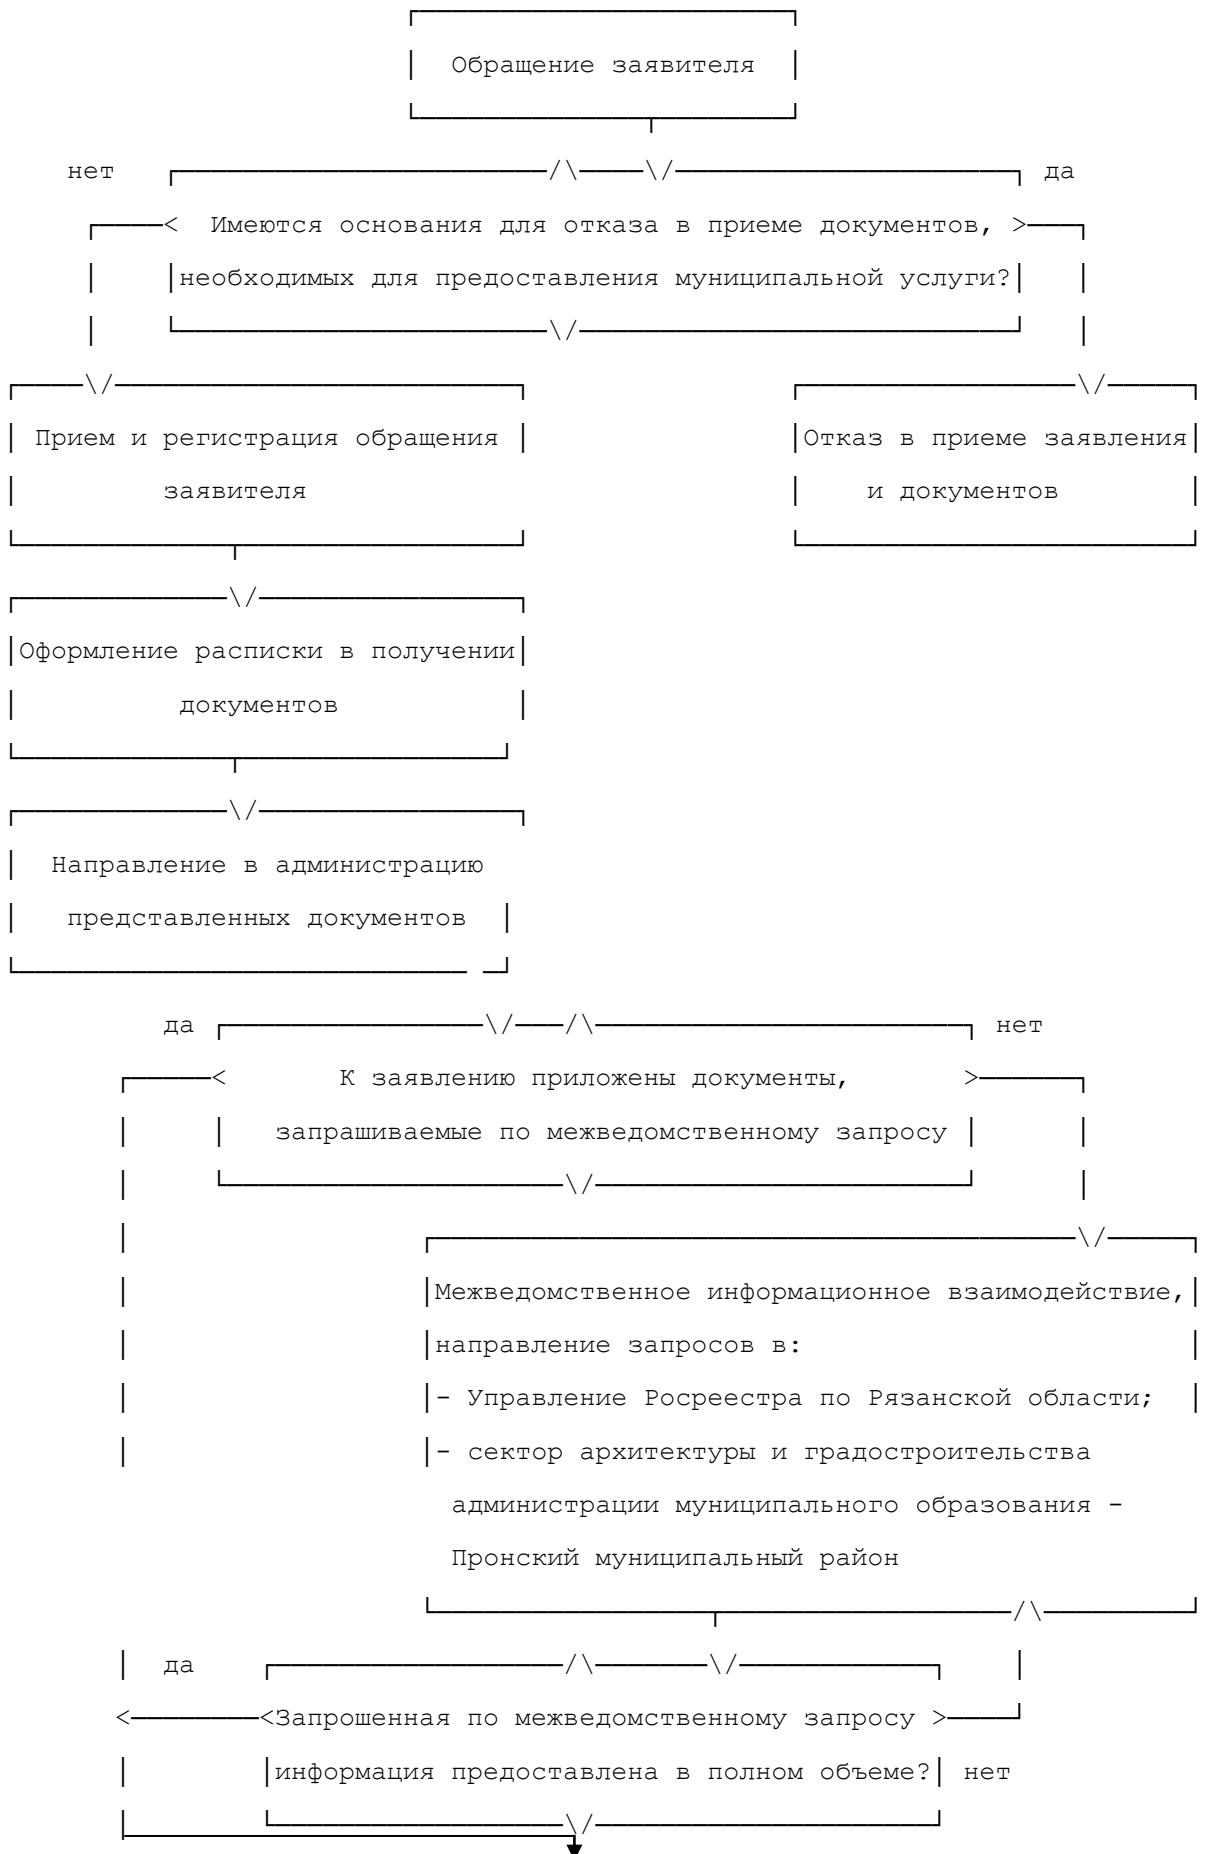 Обращение заявителя
нет да
Имеются основания для отказа в приеме документов,
необходимых для предоставления муниципальной услуги?
Прием и регистрация обращения
заявителя
Отказ в приеме заявления
и документов
Оформление расписки в получении
документов
Направление в администрацию
представленных документов
да нет
К заявлению приложены документы,
запрашиваемые по межведомственному запросу
Межведомственное информационное взаимодействие,
направление запросов в:
- Управление Росреестра по Рязанской области;
- сектор архитектуры и градостроительства
администрации муниципального образования -
Пронский муниципальный район
да
Запрошенная по межведомственному запросу
информация предоставлена в полном объеме? нет